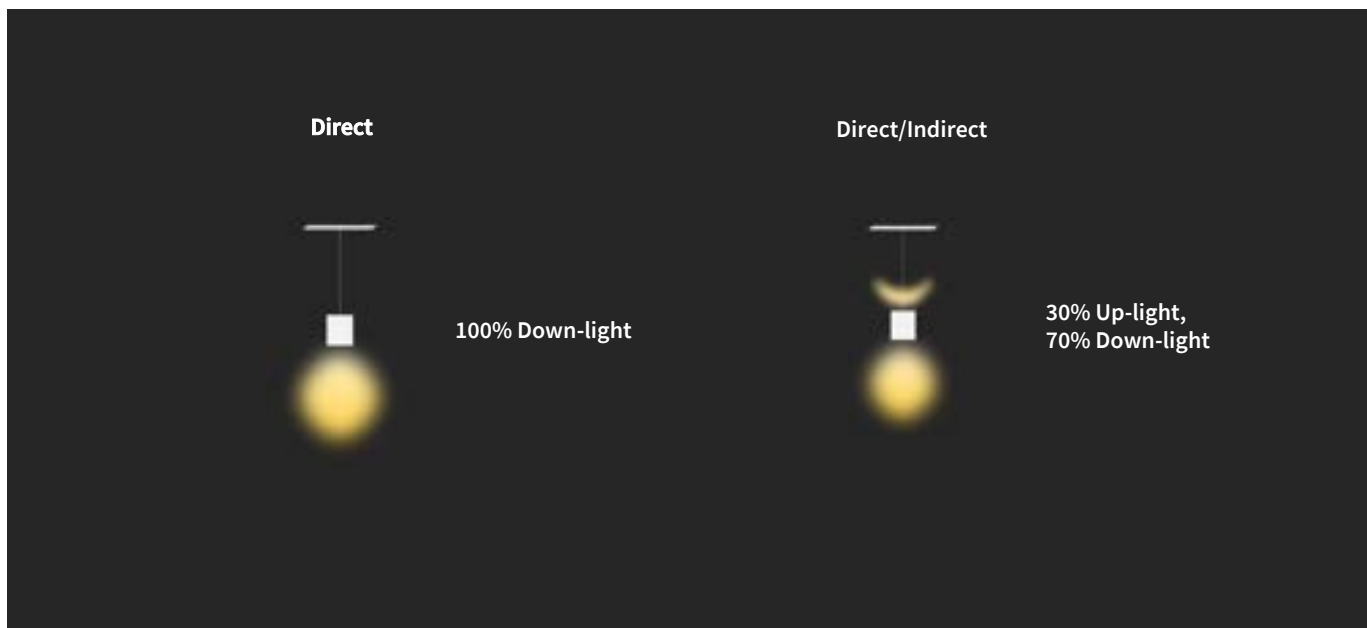 Direct
100% Down-light
Direct/Indirect
30% Up-light,
70% Down-light